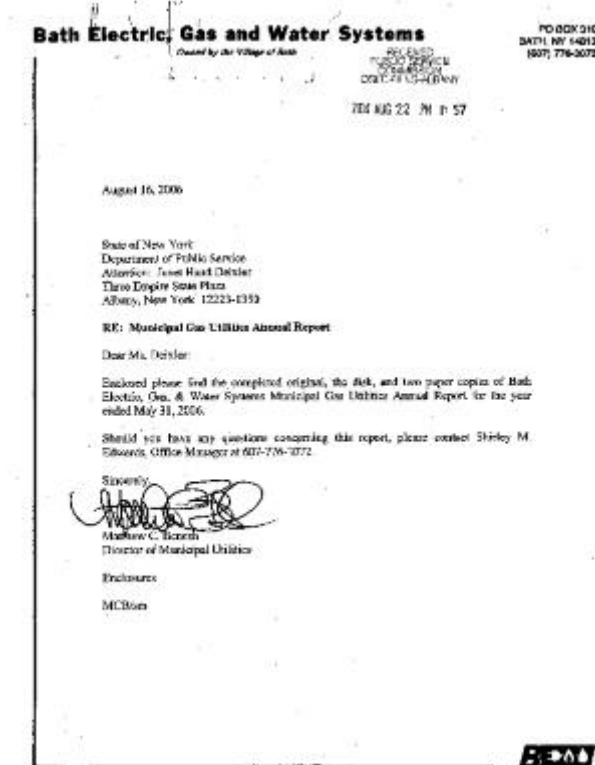 Bath Electric, Gas and Water Systems
Owned by the Village of Bath
PO BOX 310
BATH, NY 14810
(607) 776-3072
RECEIVED
PUBLIC SERVICE
COMMISSION
2006 AUG 22 PM
57
August 16, 2006
State of New York
Department of Public Service
Attention: Janet Hand Deixler
Three Empire State Plaza
Albany, New York 12223-1350
RE: Municipal Gas Utilities Annual Report
Dear Ms. Deixler:
Enclosed please find the completed original, the disk, and two paper copies of Bath
Electric, Gas, & Water Systems Municipal Gas Utilities Annual Report for the year
ended May 31, 2006.
Should you have any questions concerning this report, please contact Shirley M.
Edwards, Office Manager at 607-776-3072.
Sincerely,
Matthew C.
Director of Municipal Utilities
Enclosures